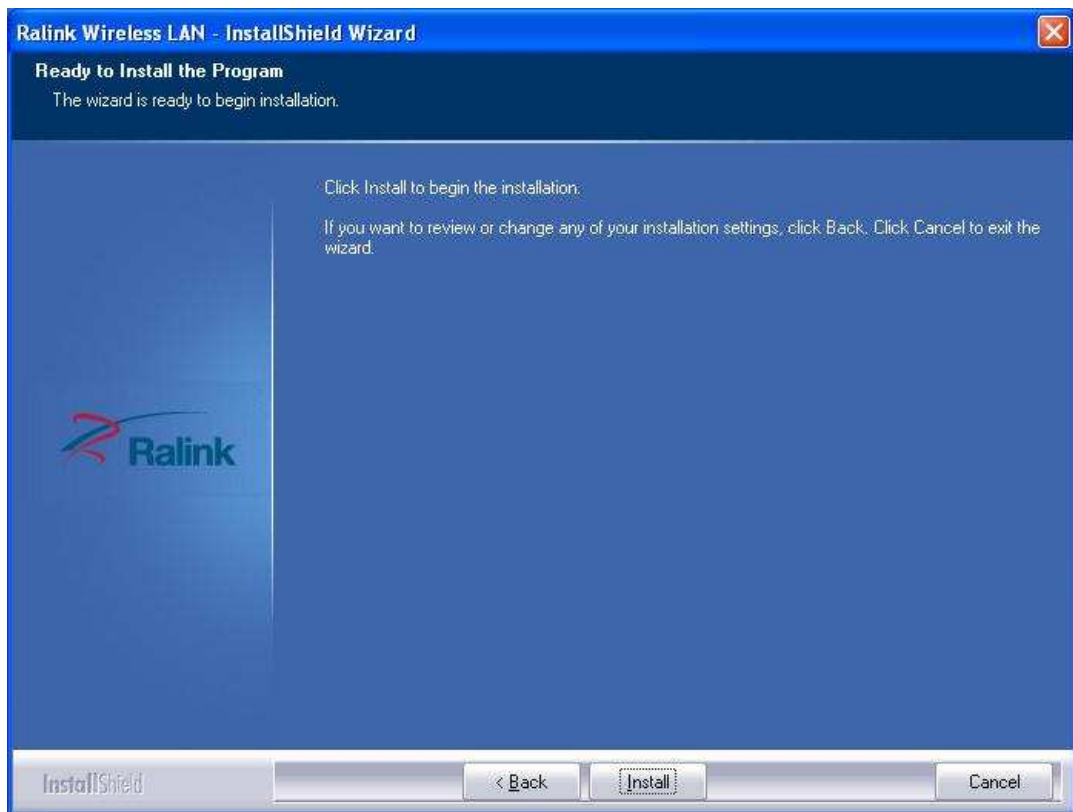 Ralink Wireless LAN - InstallShield Wizard
Ready to Install the Program
The wizard is ready to begin installation.
Click Install to begin the installation.
If you want to review or change any of your installation settings, click Back. Click Cancel to exit the
wizard.
Ralink
InstallShield
< Back
Install
Cancel